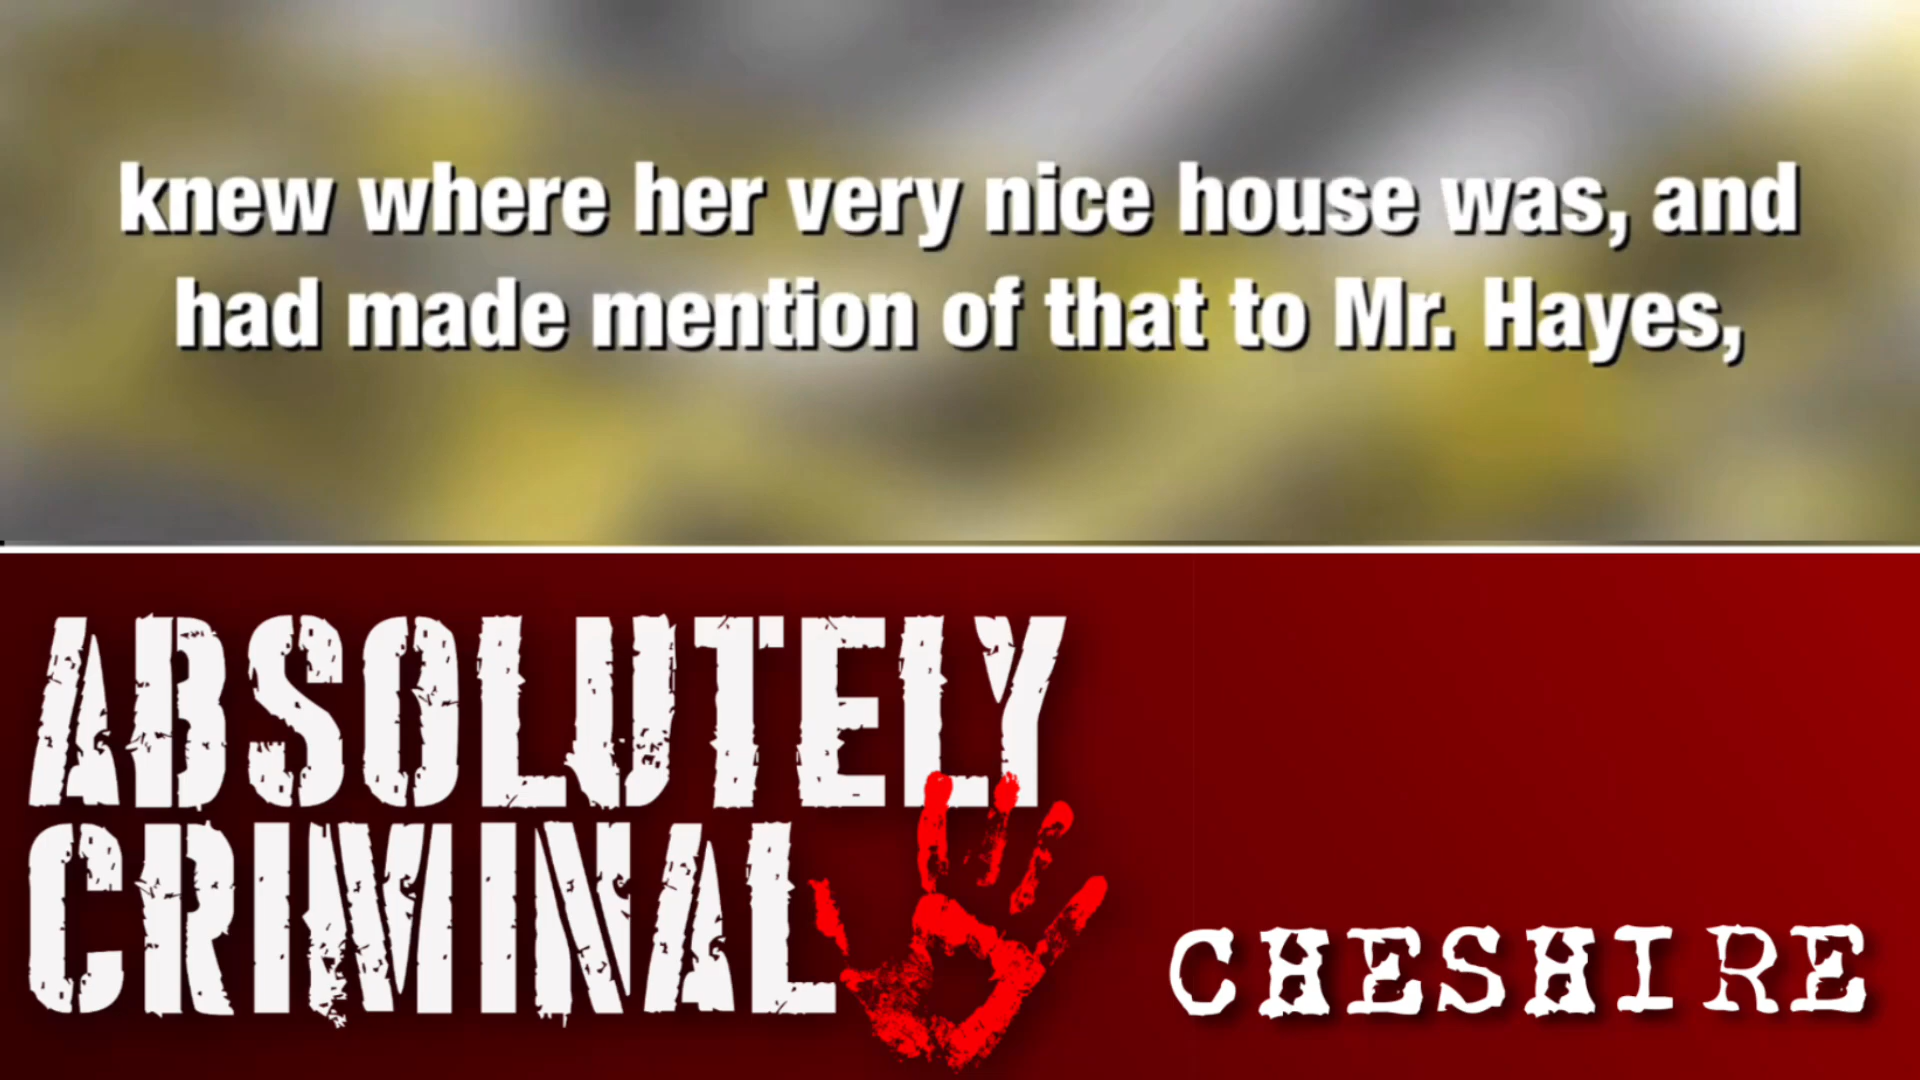 knew where her very nice house was, and
had made mention of that to Mr. Hayes,
ABSOLUTELY
CRIMINAL
CHESHIRE